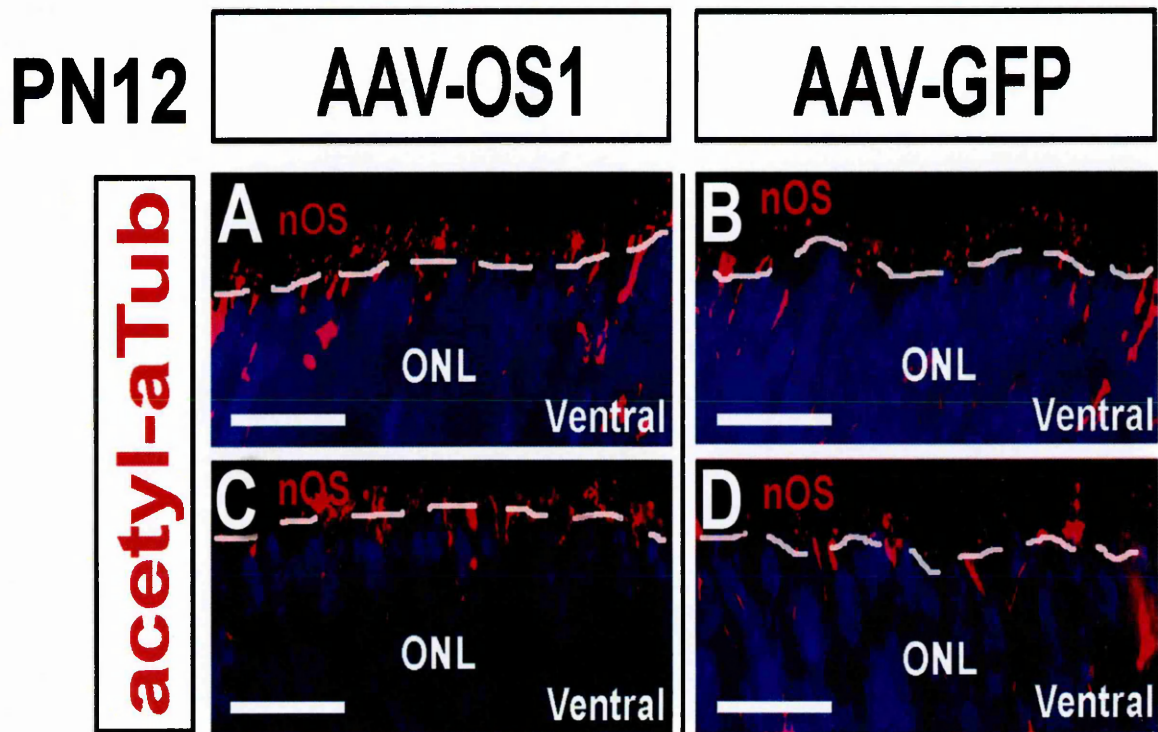 PN12
AAV-OS1
AAV-GFP
acetyl-aTub
A
nOS
ONL
Ventral
B
nOS
ONL
Ventral
C
nOS
ONL
Ventral
D
nOS
ONL
Ventral